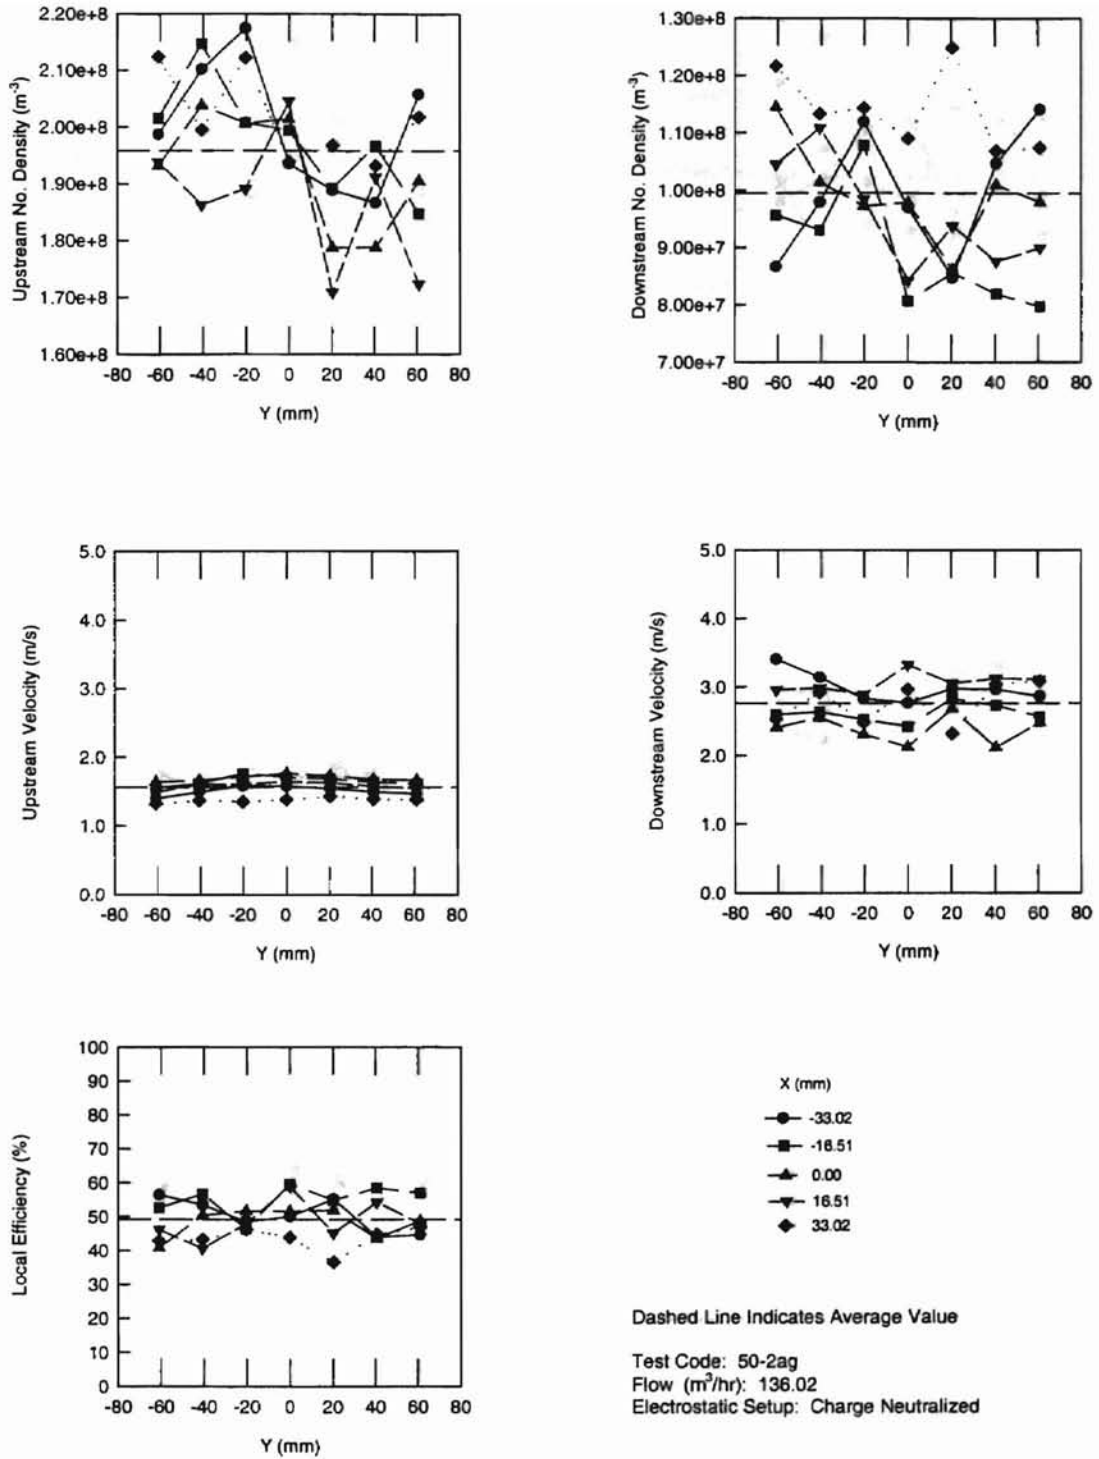 Upstream No. Density (m⁻³)
2.20e+8
2.10e+8
2.00e+8
1.90e+8
1.80e+8
1.70e+8
1.60e+8
-80 -60 -40 -20 0 20 40 60 80
Y (mm)
Downstream No. Density (m⁻³)
1.30e+8
1.20e+8
1.10e+8
1.00e+8
9.00e+7
8.00e+7
7.00e+7
-80 -60 -40 -20 0 20 40 60 80
Y (mm)
Upstream Velocity (m/s)
5.0
4.0
3.0
2.0
1.0
0.0
-80 -60 -40 -20 0 20 40 60 80
Y (mm)
Downstream Velocity (m/s)
5.0
4.0
3.0
2.0
1.0
0.0
-80 -60 -40 -20 0 20 40 60 80
Y (mm)
Local Efficiency (%)
100
90
80
70
60
50
40
30
20
10
0
-80 -60 -40 -20 0 20 40 60 80
Y (mm)
X (mm)
-33.02
-16.51
0.00
16.51
33.02
Dashed Line Indicates Average Value
Test Code: 50-2ag
Flow (m³/hr): 136.02
Electrostatic Setup: Charge Neutralized